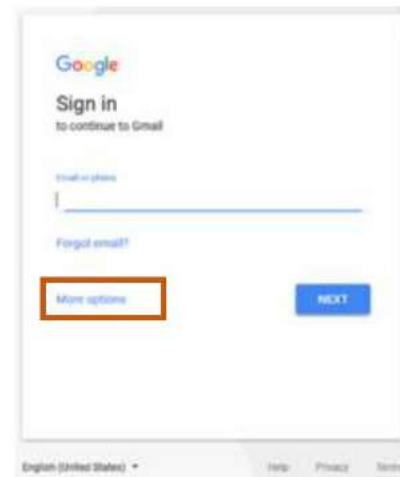 Google
Sign in
to continue to Gmail
Email or phone
Forgot email?
More options
NEXT
English (United States)
Help Privacy Terms